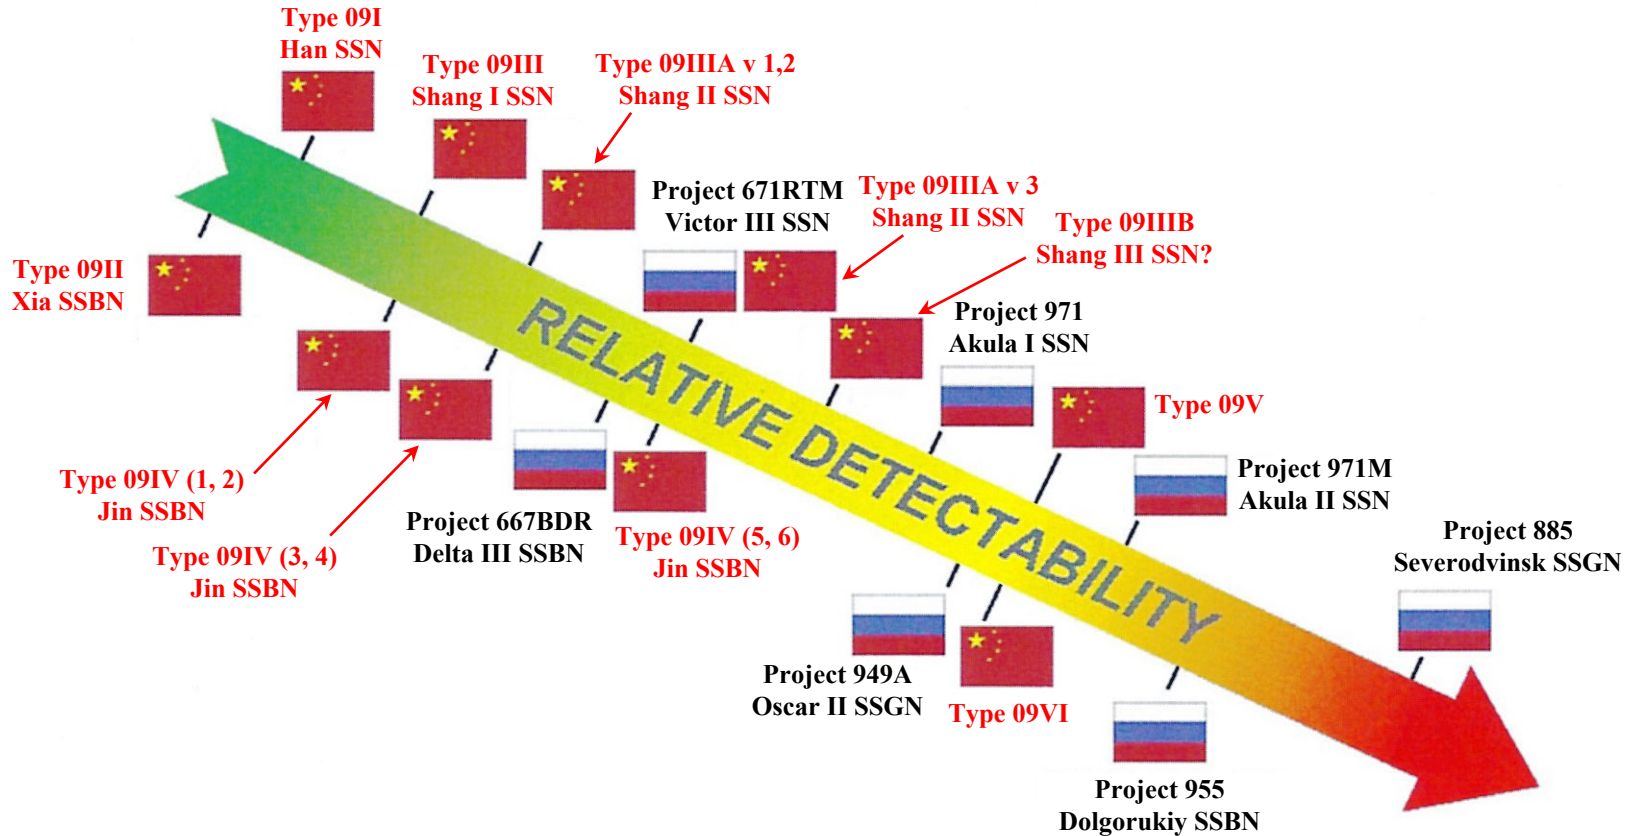 Type 09I
Han SSN
Type 09III
Shang I SSN
Type 09IIIA v 1,2
Shang II SSN
Project 671RTM
Victor III SSN
Type 09IIIA v 3
Shang II SSN
Type 09IIIB
Shang III SSN?
Type 09II
Xia SSBN
Project 971
Akula I SSN
RELATIVE DETECTABILITY
Type 09V
Type 09IV (1, 2)
Jin SSBN
Type 09IV (3, 4)
Jin SSBN
Project 667BDR
Delta III SSBN
Type 09IV (5, 6)
Jin SSBN
Project 971M
Akula II SSN
Project 885
Severodvinsk SSGN
Project 949A
Oscar II SSGN
Type 09VI
Project 955
Dolgorukiy SSBN